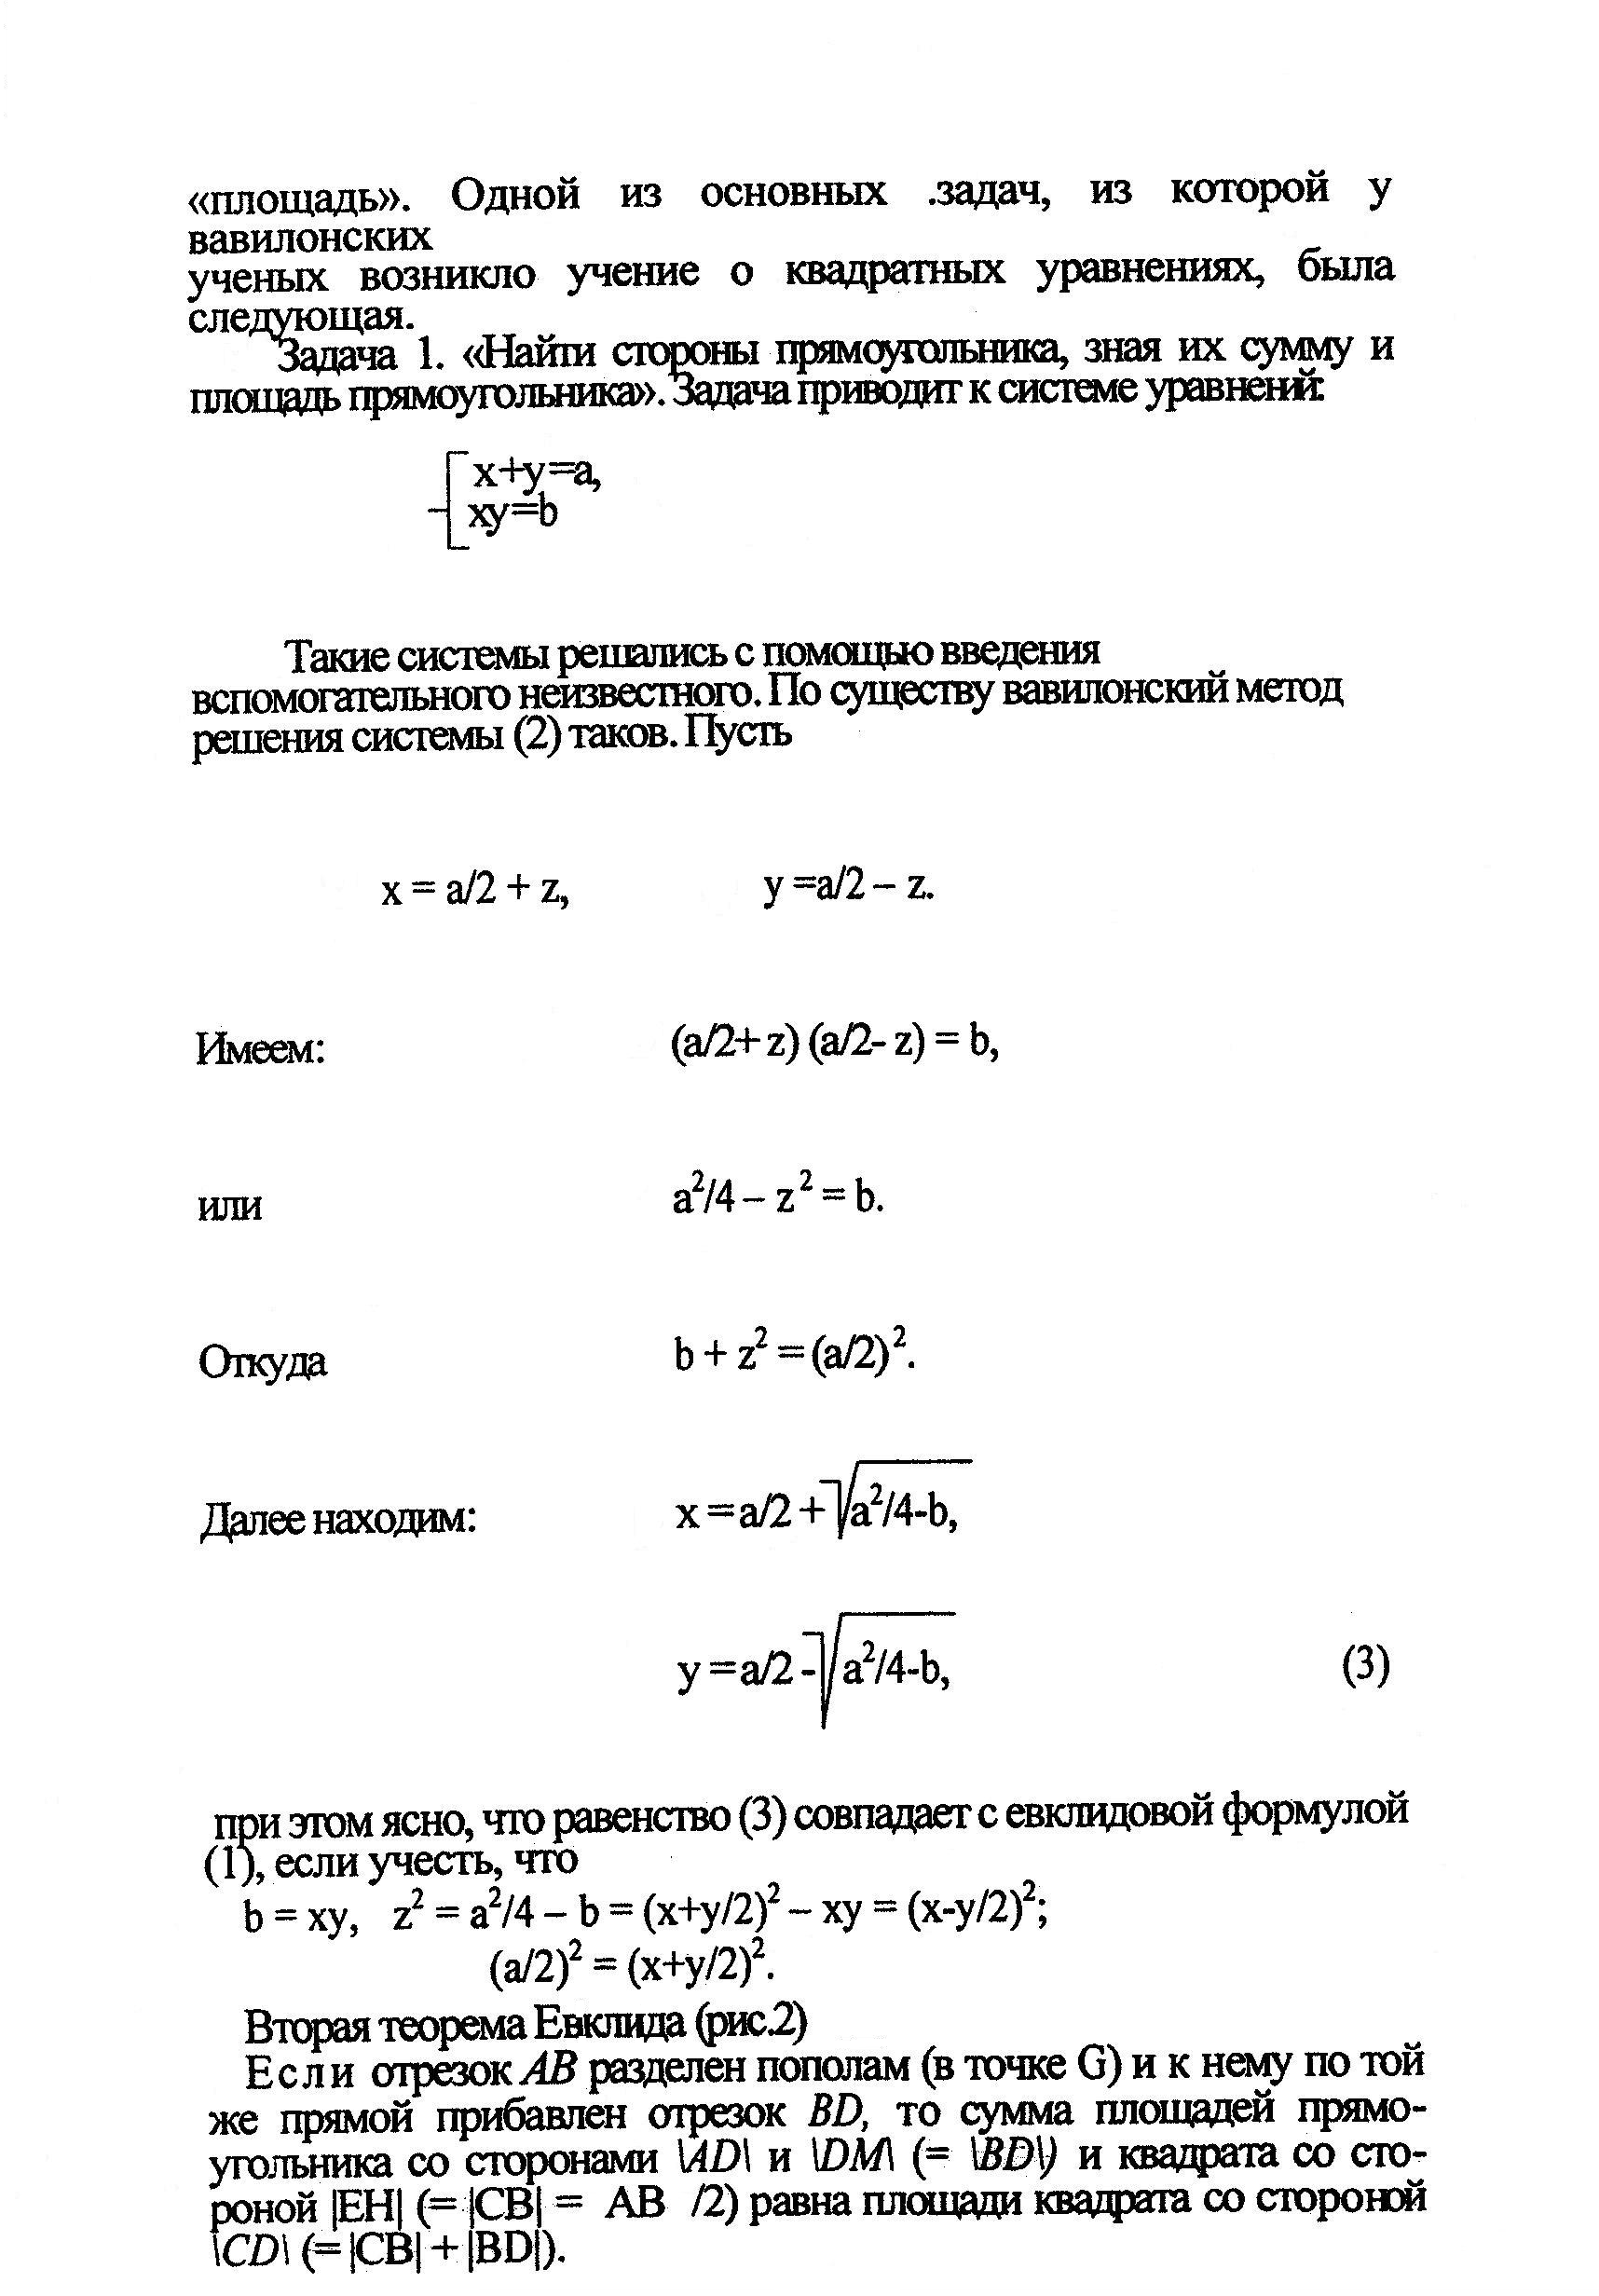 «площадь». Одной из основных .задач, из которой у
вавилонских
ученых возникло учение о квадратных уравнениях, была
следующая.
Задача 1. «Найти стороны прямоугольника, зная их сумму и
площадь прямоугольника». Задача приводит к системе уравнений:
x+y=a,
xy=b
Такие системы решались с помощью введения
вспомогательного неизвестного. По существу вавилонский метод
решения системы (2) таков. Пусть
x = a/2 + z, y =a/2 – z.
Имеем: (a/2+ z) (a/2- z) = b,
или a²/4 – z² = b.
Откуда b + z² = (a/2)².
Далее находим: x =a/2 +√a²/4-b,
y =a/2 -√a²/4-b, (3)
при этом ясно, что равенство (3) совпадает с евклидовой формулой
(1), если учесть, что
b = xy, z² = a²/4 – b = (x+y/2)² – xy = (x-y/2)²;
(a/2)² = (x+y/2)².
Вторая теорема Евклида (рис.2)
Если отрезок AB разделен пополам (в точке G) и к нему по той
же прямой прибавлен отрезок BD, то сумма площадей прямо-
угольника со сторонами \AD\ и \DM\ (= \BD\) и квадрата со сто-
роной |EH| (= |CB| = AB /2) равна площади квадрата со стороной
\CD\ (= |CB| + |BD|).